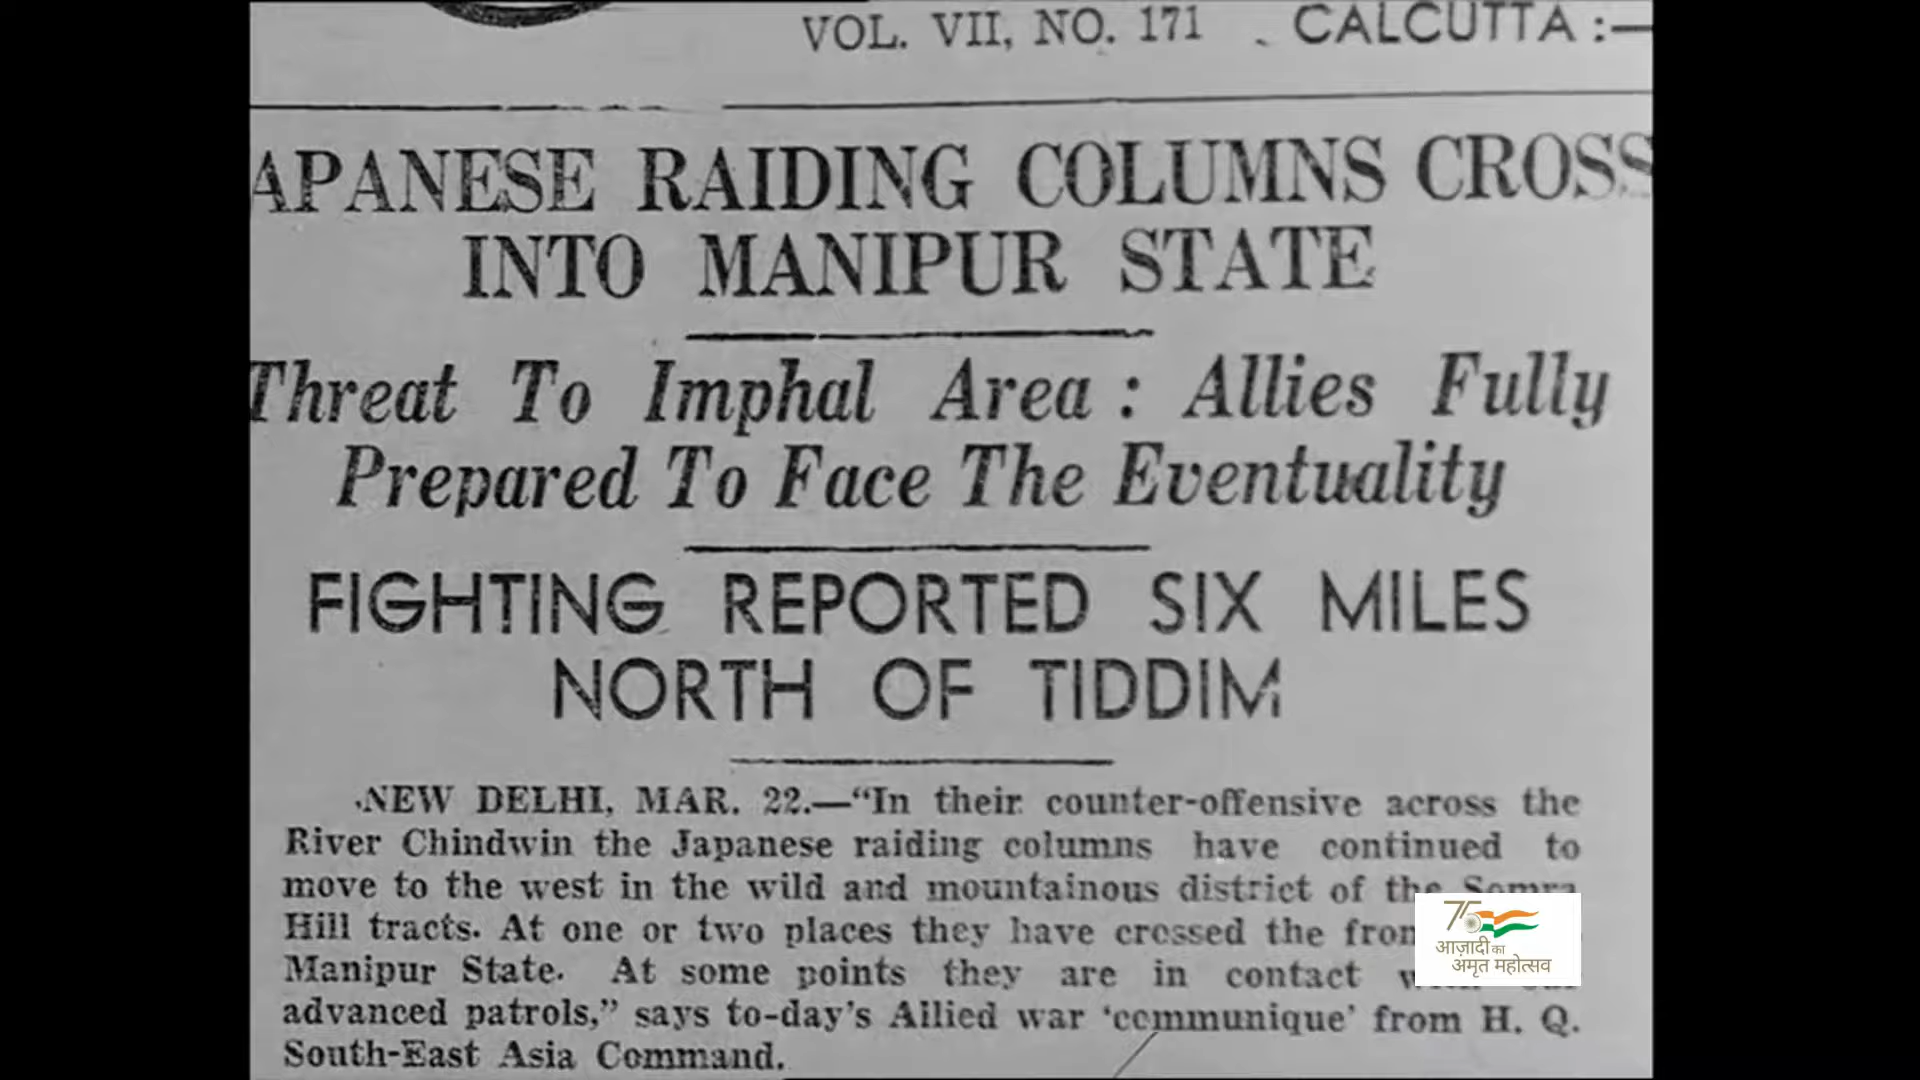 VOL. VII, NO. 171 CALCUTTA :—
APANESE RAIDING COLUMNS CROSS
INTO MANIPUR STATE
Threat To Imphal Area : Allies Fully
Prepared To Face The Eventuality
FIGHTING REPORTED SIX MILES
NORTH OF TIDDIM
NEW DELHI, MAR. 22.—“In their counter-offensive across the
River Chindwin the Japanese raiding columns have continued to
move to the west in the wild and mountainous district of the Somra
Hill tracts. At one or two places they have crossed the
Manipur State. At some points they are in contact
advanced patrols,” says to-day’s Allied war ‘communique’ from H. Q.
South-East Asia Command.
75
आज़ादी का
अमृत महोत्सव